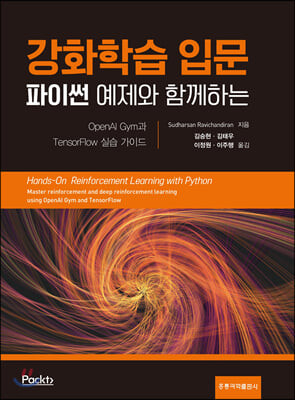 강화학습 입문
파이썬 예제와 함께하는
OpenAI Gym과
TensorFlow 실습 가이드
Sudharsan Ravichandiran 지음
김승현 · 김태우
이정원 · 이주행 옮김
Hands-On Reinforcement Learning with Python
Master reinforcement and deep reinforcement learning
using OpenAI Gym and TensorFlow
Packt>
홍릉과학출판사